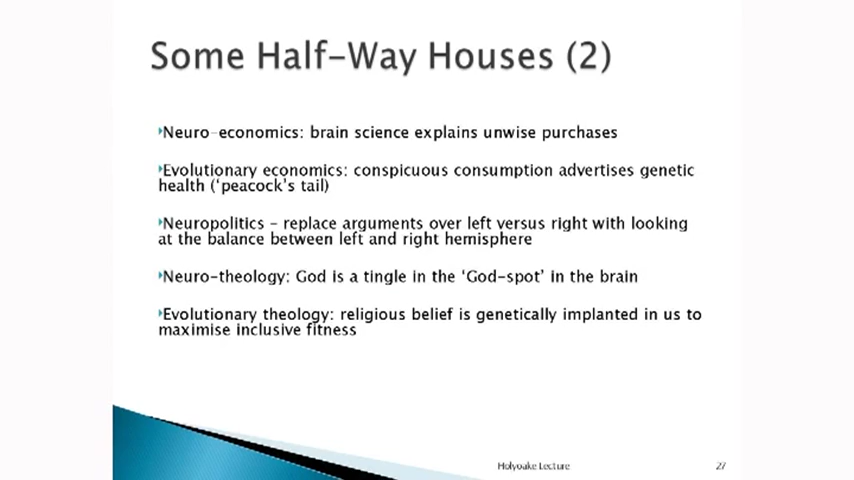 Some Half-Way Houses (2)
Neuro-economics: brain science explains unwise purchases
Evolutionary economics: conspicuous consumption advertises genetic
health (‘peacock’s tail)
Neuropolitics – replace arguments over left versus right with looking
at the balance between left and right hemisphere
Neuro-theology: God is a tingle in the ‘God-spot’ in the brain
Evolutionary theology: religious belief is genetically implanted in us to
maximise inclusive fitness
Holyoake Lecture
27